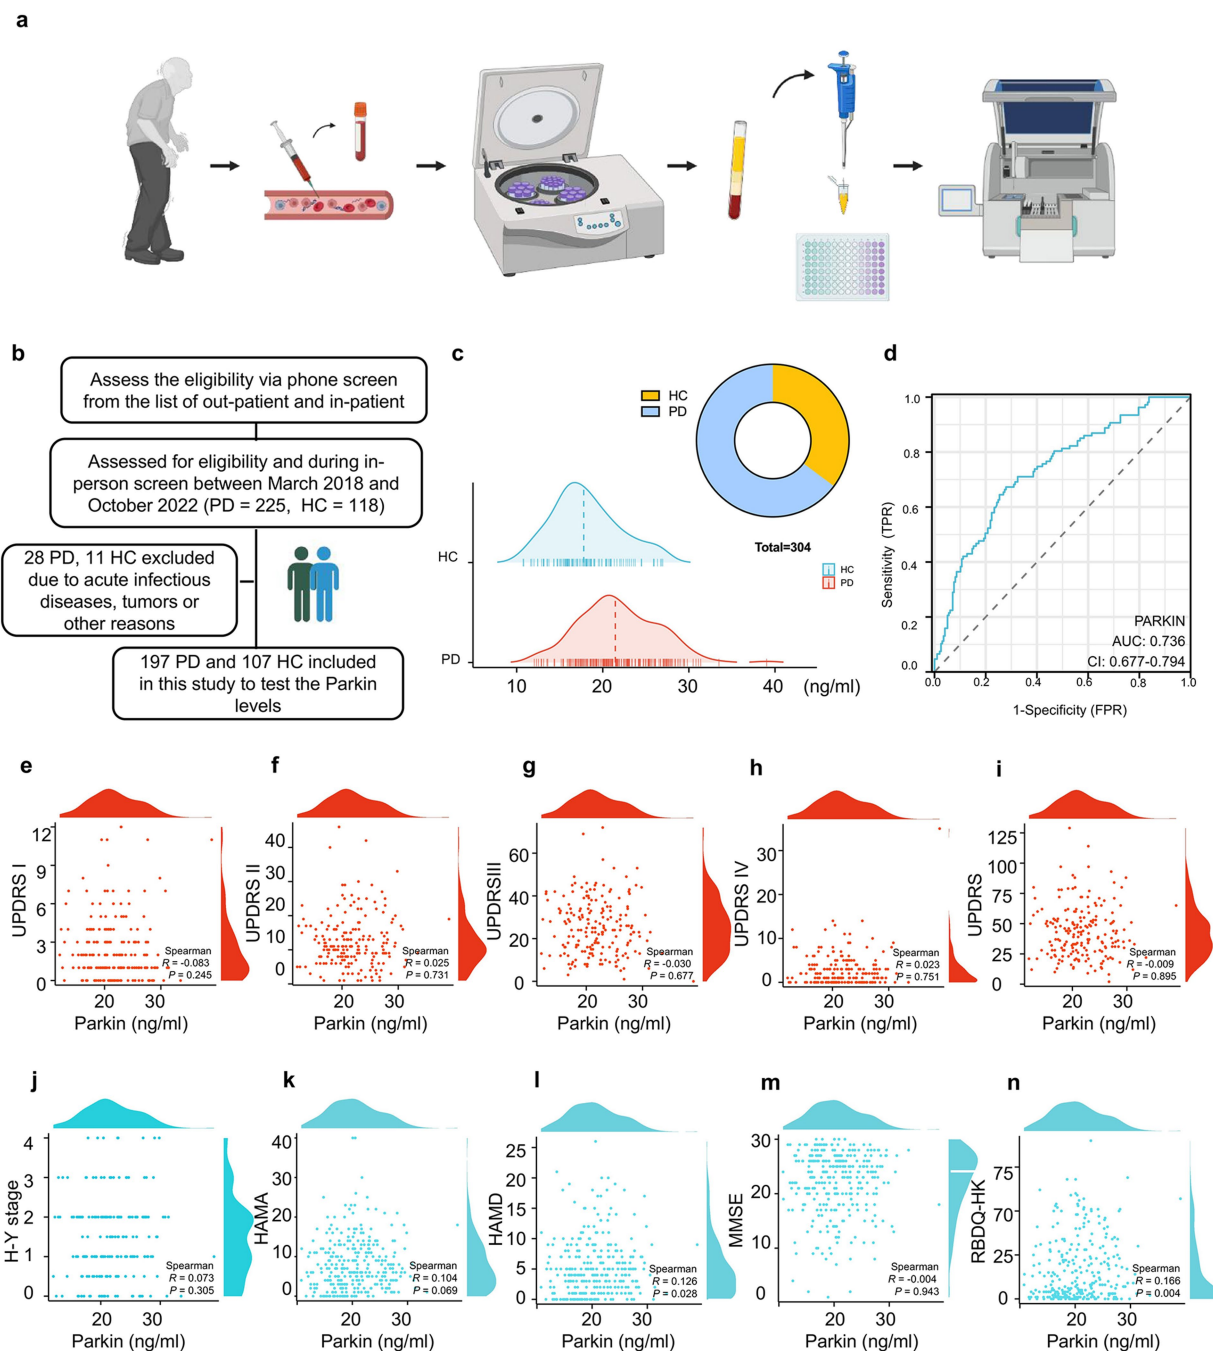 a
b
Assess the eligibility via phone screen
from the list of out-patient and in-patient
Assessed for eligibility and during in-
person screen between March 2018 and
October 2022 (PD = 225, HC = 118)
28 PD, 11 HC excluded
due to acute infectious
diseases, tumors or
other reasons
197 PD and 107 HC included
in this study to test the Parkin
levels
c
HC
PD
Total=304
HC
PD
HC
PD
10
20
30
40
(ng/ml)
d
1.0
0.8
0.6
0.4
0.2
0.0
Sensitivity (TPR)
PARKIN
AUC: 0.736
CI: 0.677-0.794
0.0
0.2
0.4
0.6
0.8
1.0
1-Specificity (FPR)
e
UPDRS I
12
9
6
3
0
Spearman
R = -0.083
P = 0.245
20
30
Parkin (ng/ml)
f
UPDRS II
40
30
20
10
0
Spearman
R = 0.025
P = 0.731
20
30
Parkin (ng/ml)
g
UPDRSIII
60
40
20
0
Spearman
R = -0.030
P = 0.677
20
30
Parkin (ng/ml)
h
UPDRS IV
30
20
10
0
Spearman
R = 0.023
P = 0.751
20
30
Parkin (ng/ml)
i
UPDRS
125
100
75
50
25
0
Spearman
R = -0.009
P = 0.895
20
30
Parkin (ng/ml)
j
H-Y stage
4
3
2
1
0
Spearman
R = 0.073
P = 0.305
20
30
Parkin (ng/ml)
k
HAMA
40
30
20
10
0
Spearman
R = 0.104
P = 0.069
20
30
Parkin (ng/ml)
l
HAMD
25
20
15
10
5
0
Spearman
R = 0.126
P = 0.028
20
30
Parkin (ng/ml)
m
MMSE
30
20
10
0
Spearman
R = -0.004
P = 0.943
20
30
Parkin (ng/ml)
n
RBDQ-HK
75
70
25
0
Spearman
R = 0.166
P = 0.004
20
30
Parkin (ng/ml)